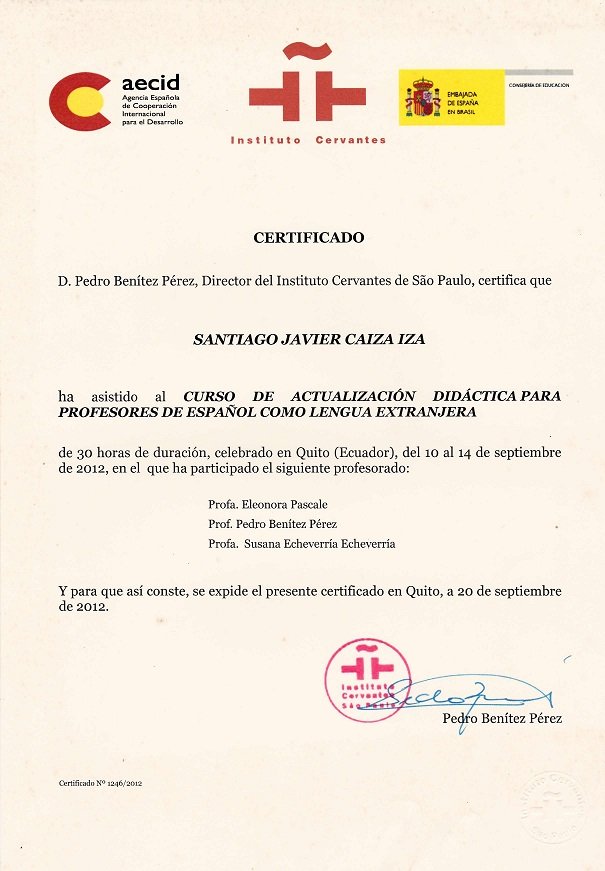 aecid
Agencia Española
de Cooperación
Internacional
para el Desarrollo
Instituto Cervantes
EMBAJADA
DE ESPAÑA
EN BRASIL
CONSEJERÍA DE EDUCACIÓN
CERTIFICADO
D. Pedro Benítez Pérez, Director del Instituto Cervantes de São Paulo, certifica que
SANTIAGO JAVIER CAIZA IZA
ha asistido al CURSO DE ACTUALIZACIÓN DIDÁCTICA PARA
PROFESORES DE ESPAÑOL COMO LENGUA EXTRANJERA
de 30 horas de duración, celebrado en Quito (Ecuador), del 10 al 14 de septiembre
de 2012, en el que ha participado el siguiente profesorado:
Profa. Eleonora Pascale
Prof. Pedro Benítez Pérez
Profa. Susana Echeverría Echeverría
Y para que así conste, se expide el presente certificado en Quito, a 20 de septiembre
de 2012.
Instituto
Cervantes
São Paulo
Pedro Benítez Pérez
Certificado Nº 1246/2012